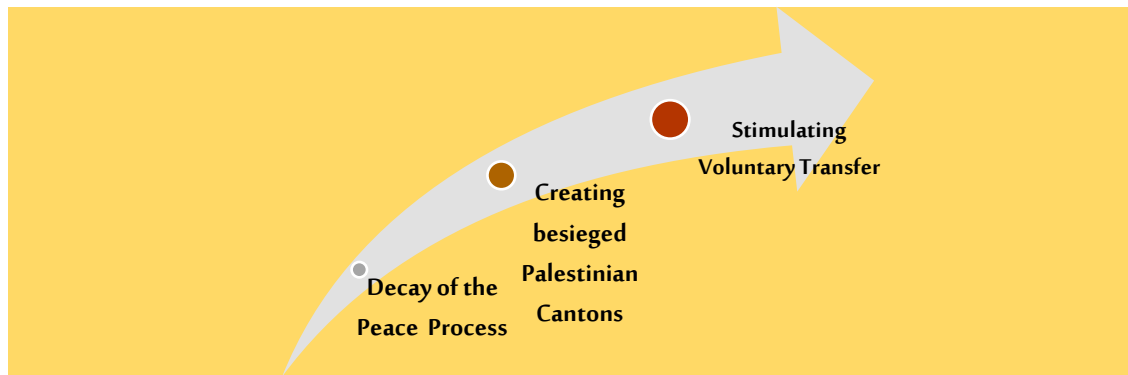 Stimulating
Voluntary Transfer
Creating
besieged
Palestinian
Cantons
Decay of the
Peace Process